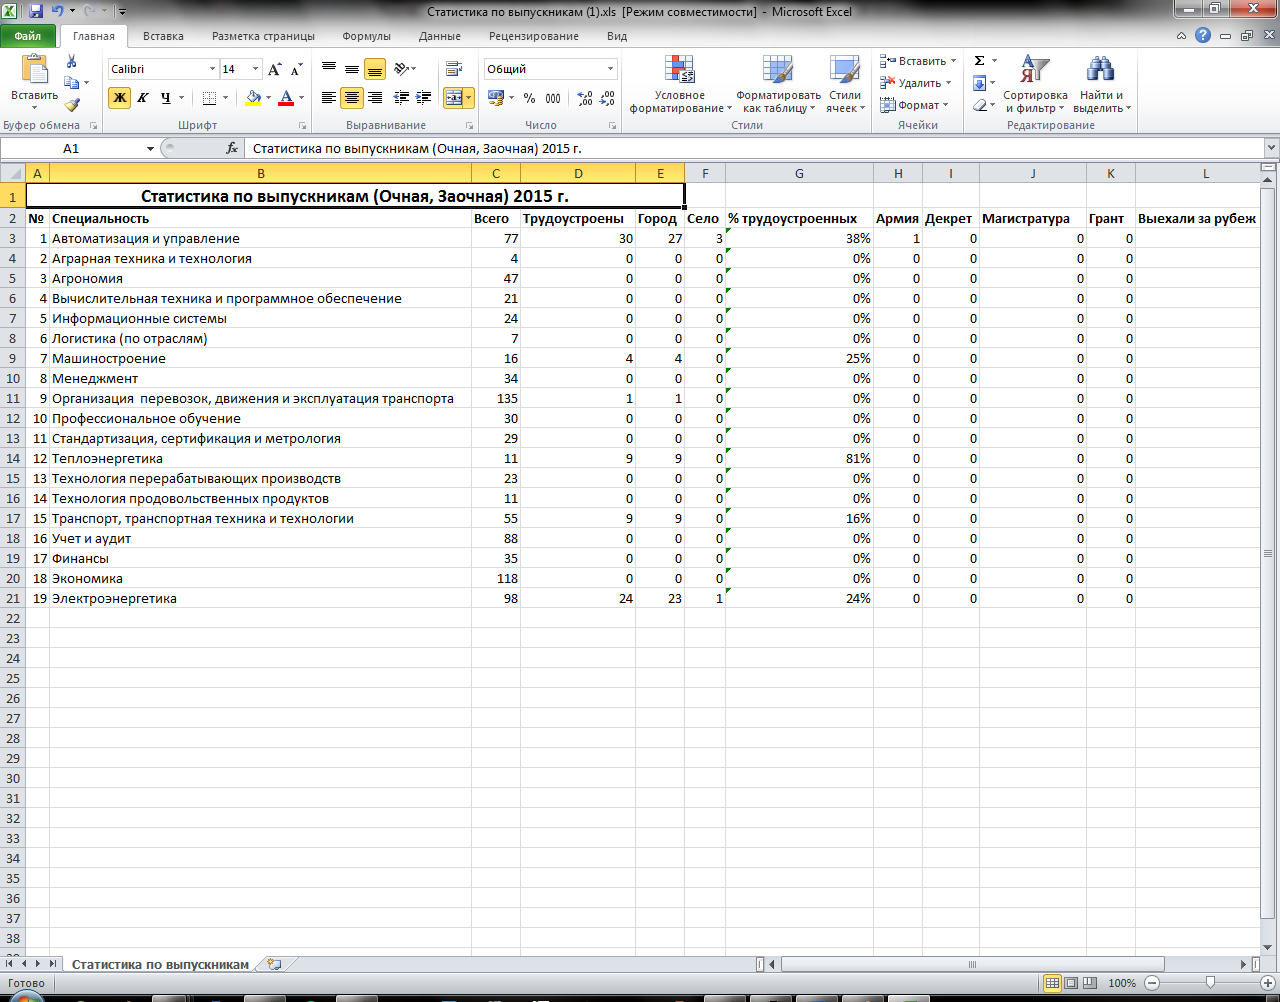 Статистика по выпускникам (1).xls [Режим совместимости] - Microsoft Excel
Файл Главная Вставка Разметка страницы Формулы Данные Рецензирование Вид
Вставить
Calibri 14
Ж К Ч
Общий
% 000
Условное форматирование
Форматировать как таблицу
Стили ячеек
Вставить
Удалить
Формат
Σ
Сортировка и фильтр
Найти и выделить
Буфер обмена Шрифт Выравнивание Число Стили Ячейки Редактирование
A1 fx Статистика по выпускникам (Очная, Заочная) 2015 г.
A B C D E F G H I J K L
1 Статистика по выпускникам (Очная, Заочная) 2015 г.
2 № Специальность Всего Трудоустроены Город Село % трудоустроенных Армия Декрет Магистратура Грант Выехали за рубеж
3 1 Автоматизация и управление 77 30 27 3 38% 1 0 0 0
4 2 Аграрная техника и технология 4 0 0 0 0% 0 0 0 0
5 3 Агрономия 47 0 0 0 0% 0 0 0 0
6 4 Вычислительная техника и программное обеспечение 21 0 0 0 0% 0 0 0 0
7 5 Информационные системы 24 0 0 0 0% 0 0 0 0
8 6 Логистика (по отраслям) 7 0 0 0 0% 0 0 0 0
9 7 Машиностроение 16 4 4 0 25% 0 0 0 0
10 8 Менеджмент 34 0 0 0 0% 0 0 0 0
11 9 Организация перевозок, движения и эксплуатация транспорта 135 1 1 0 0% 0 0 0 0
12 10 Профессиональное обучение 30 0 0 0 0% 0 0 0 0
13 11 Стандартизация, сертификация и метрология 29 0 0 0 0% 0 0 0 0
14 12 Теплоэнергетика 11 9 9 0 81% 0 0 0 0
15 13 Технология перерабатывающих производств 23 0 0 0 0% 0 0 0 0
16 14 Технология продовольственных продуктов 11 0 0 0 0% 0 0 0 0
17 15 Транспорт, транспортная техника и технологии 55 9 9 0 16% 0 0 0 0
18 16 Учет и аудит 88 0 0 0 0% 0 0 0 0
19 17 Финансы 35 0 0 0 0% 0 0 0 0
20 18 Экономика 118 0 0 0 0% 0 0 0 0
21 19 Электроэнергетика 98 24 23 1 24% 0 0 0 0
22
23
24
25
26
27
28
29
30
31
32
33
34
35
36
37
38
Статистика по выпускникам
Готово 100%